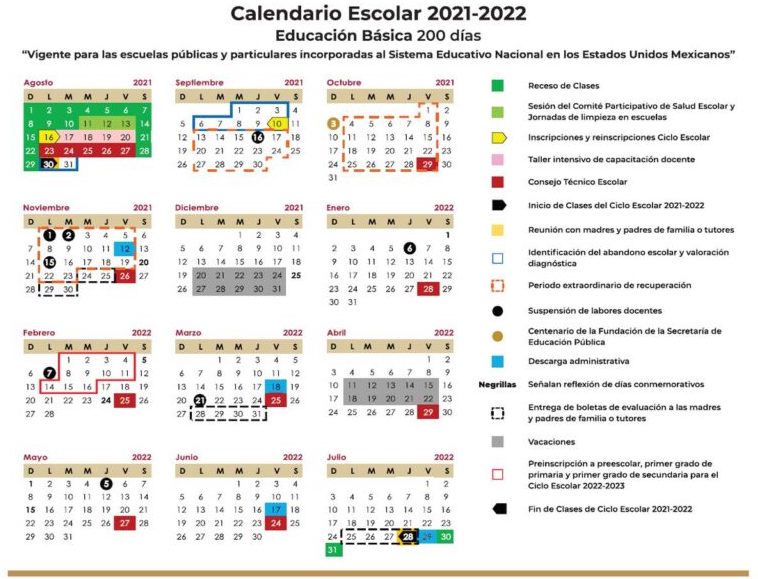 Calendario Escolar 2021-2022
Educación Básica 200 días
“Vigente para las escuelas públicas y particulares incorporadas al Sistema Educativo Nacional en los Estados Unidos Mexicanos”
Agosto 2021
D L M M J V S
1 2 3 4 5 6 7
8 9 10 11 12 13 14
15 16 17 18 19 20 21
22 23 24 25 26 27 28
29 30 31
Septiembre 2021
D L M M J V S
1 2 3 4
5 6 7 8 9 10 11
12 13 14 15 16 17 18
19 20 21 22 23 24 25
26 27 28 29 30
Octubre 2021
D L M M J V S
1 2
3 4 5 6 7 8 9
10 11 12 13 14 15 16
17 18 19 20 21 22 23
24 25 26 27 28 29 30
31
Noviembre 2021
D L M M J V S
1 2 3 4 5 6
7 8 9 10 11 12 13
14 15 16 17 18 19 20
21 22 23 24 25 26 27
28 29 30
Diciembre 2021
D L M M J V S
1 2 3 4
5 6 7 8 9 10 11
12 13 14 15 16 17 18
19 20 21 22 23 24 25
26 27 28 29 30 31
Enero 2022
D L M M J V S
1
2 3 4 5 6 7 8
9 10 11 12 13 14 15
16 17 18 19 20 21 22
23 24 25 26 27 28 29
30 31
Febrero 2022
D L M M J V S
1 2 3 4 5
6 7 8 9 10 11 12
13 14 15 16 17 18 19
20 21 22 23 24 25 26
27 28
Marzo 2022
D L M M J V S
1 2 3 4 5
6 7 8 9 10 11 12
13 14 15 16 17 18 19
20 21 22 23 24 25 26
27 28 29 30 31
Abril 2022
D L M M J V S
1 2
3 4 5 6 7 8 9
10 11 12 13 14 15 16
17 18 19 20 21 22 23
24 25 26 27 28 29 30
Mayo 2022
D L M M J V S
1 2 3 4 5 6 7
8 9 10 11 12 13 14
15 16 17 18 19 20 21
22 23 24 25 26 27 28
29 30 31
Junio 2022
D L M M J V S
1 2 3 4
5 6 7 8 9 10 11
12 13 14 15 16 17 18
19 20 21 22 23 24 25
26 27 28 29 30
Julio 2022
D L M M J V S
1 2
3 4 5 6 7 8 9
10 11 12 13 14 15 16
17 18 19 20 21 22 23
24 25 26 27 28 29 30
31
Receso de Clases
Sesión del Comité Participativo de Salud Escolar y
Jornadas de limpieza en escuelas
Inscripciones y reinscripciones Ciclo Escolar
Taller intensivo de capacitación docente
Consejo Técnico Escolar
Inicio de Clases del Ciclo Escolar 2021-2022
Reunión con madres y padres de familia o tutores
Identificación del abandono escolar y valoración
diagnóstica
Periodo extraordinario de recuperación
Suspensión de labores docentes
Centenario de la Fundación de la Secretaría de
Educación Pública
Descarga administrativa
Negrillas Señalan reflexión de días conmemorativos
Entrega de boletas de evaluación a las madres
y padres de familia o tutores
Vacaciones
Preinscripción a preescolar, primer grado de
primaria y primer grado de secundaria para el
Ciclo Escolar 2022-2023
Fin de Clases de Ciclo Escolar 2021-2022